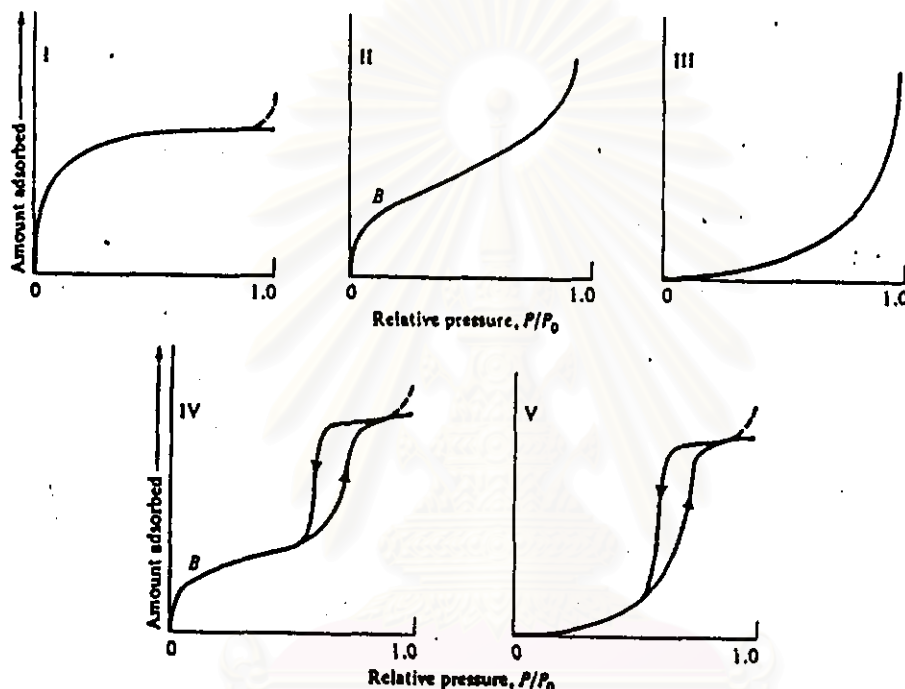 I
II
III
Amount adsorbed
B
0 1.0 0 1.0 0 1.0
Relative pressure, P/P₀
IV
V
Amount adsorbed
B
0 1.0 0 1.0
Relative pressure, P/P₀